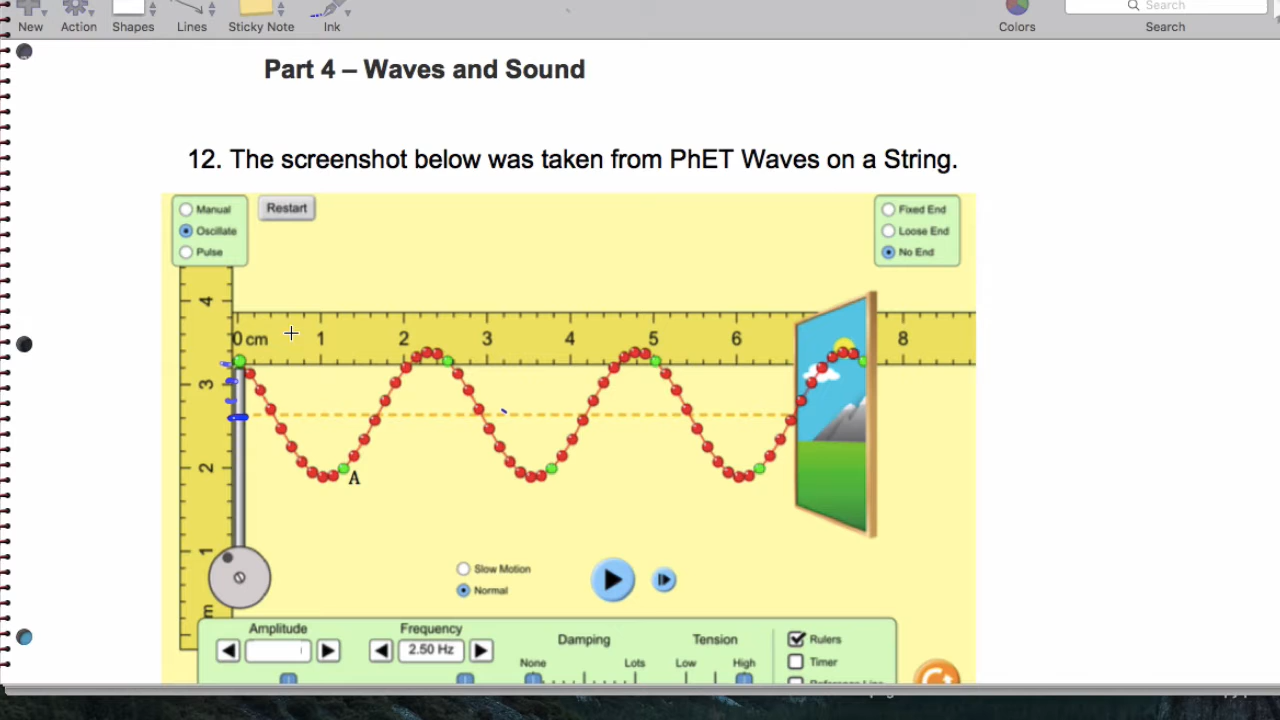 New Action Shapes Lines Sticky Note Ink Colors Search
Search
Part 4 – Waves and Sound
12. The screenshot below was taken from PhET Waves on a String.
Manual
Oscillate
Pulse
Restart
Fixed End
Loose End
No End
0 cm 1 2 3 4 5 6 8
4
3
2
1
A
Slow Motion
Normal
Amplitude
Frequency
2.50 Hz
Damping
None Lots
Tension
Low High
Rulers
Timer
Reference Line